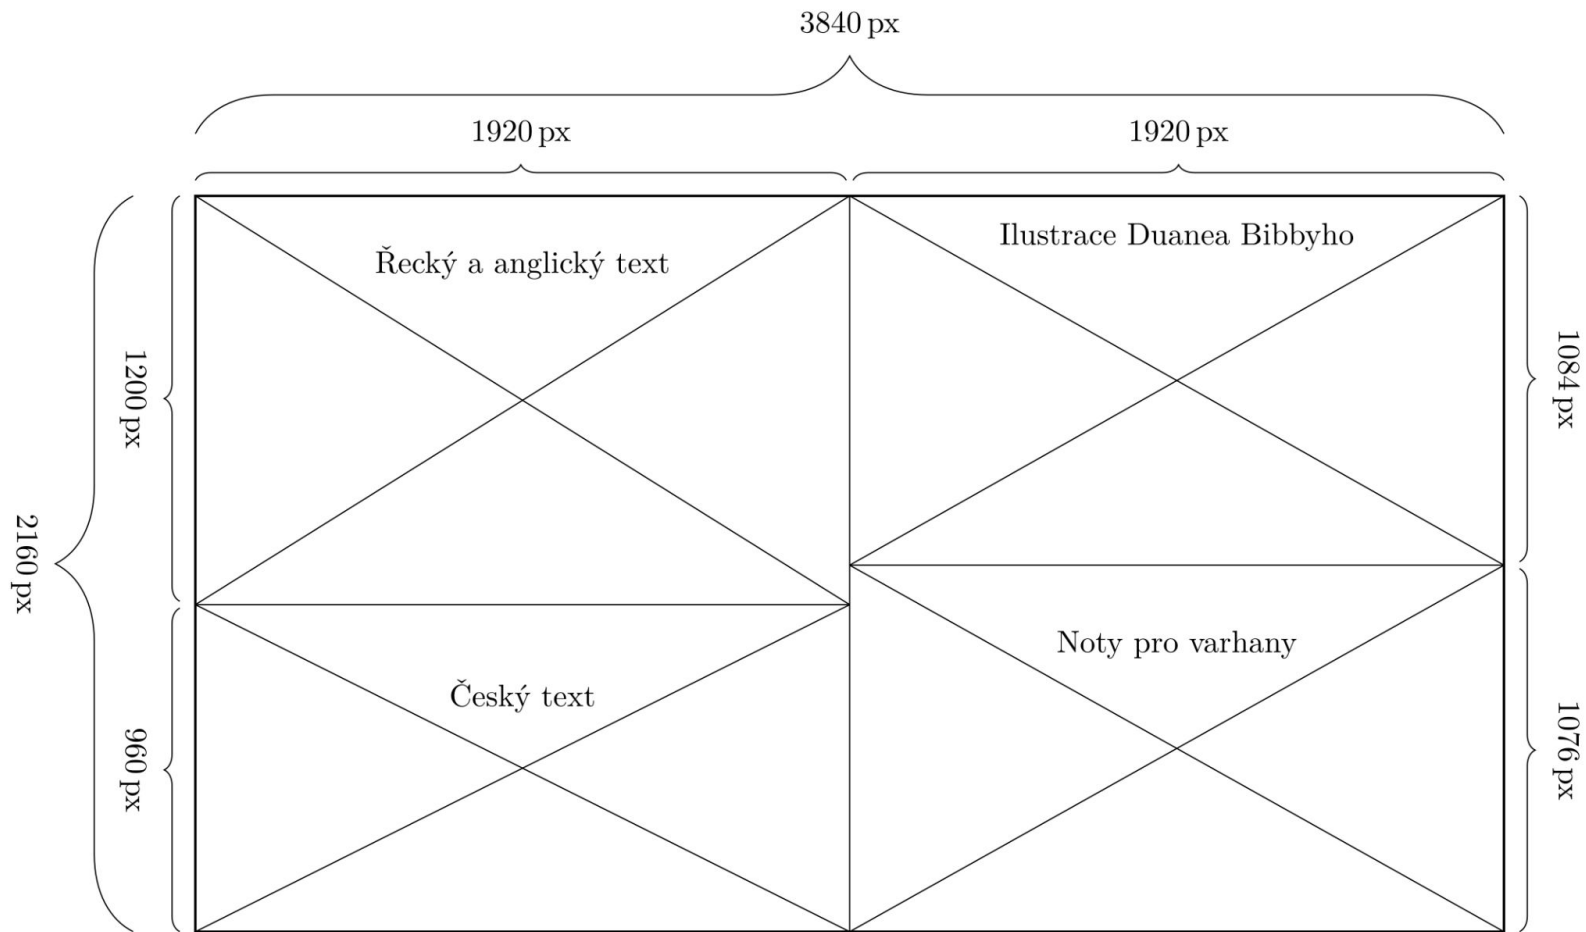 3840 px
1920 px
1920 px
Řecký a anglický text
Ilustrace Duanea Bibbyho
1200 px
1084 px
2160 px
Český text
Noty pro varhany
960 px
1076 px